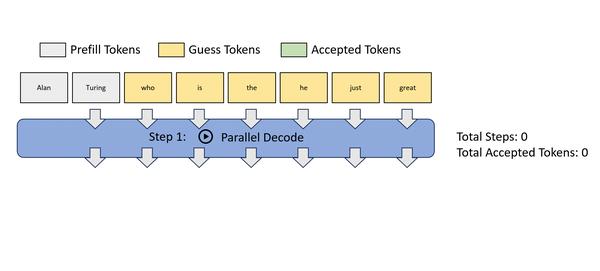 Prefill Tokens Guess Tokens Accepted Tokens
Alan Turing who is the he just great
Step 1: Parallel Decode
Total Steps: 0
Total Accepted Tokens: 0